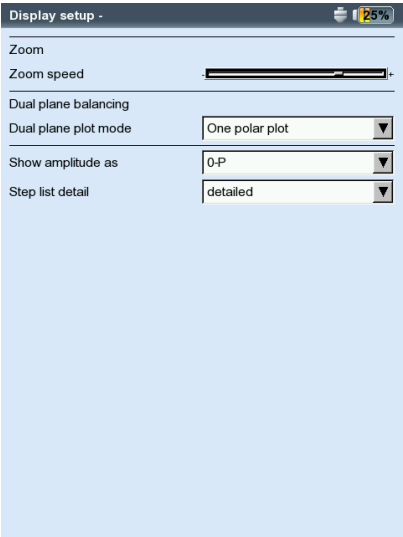 Display setup -
25%
Zoom
Zoom speed
- +
Dual plane balancing
Dual plane plot mode One polar plot
Show amplitude as 0-P
Step list detail detailed